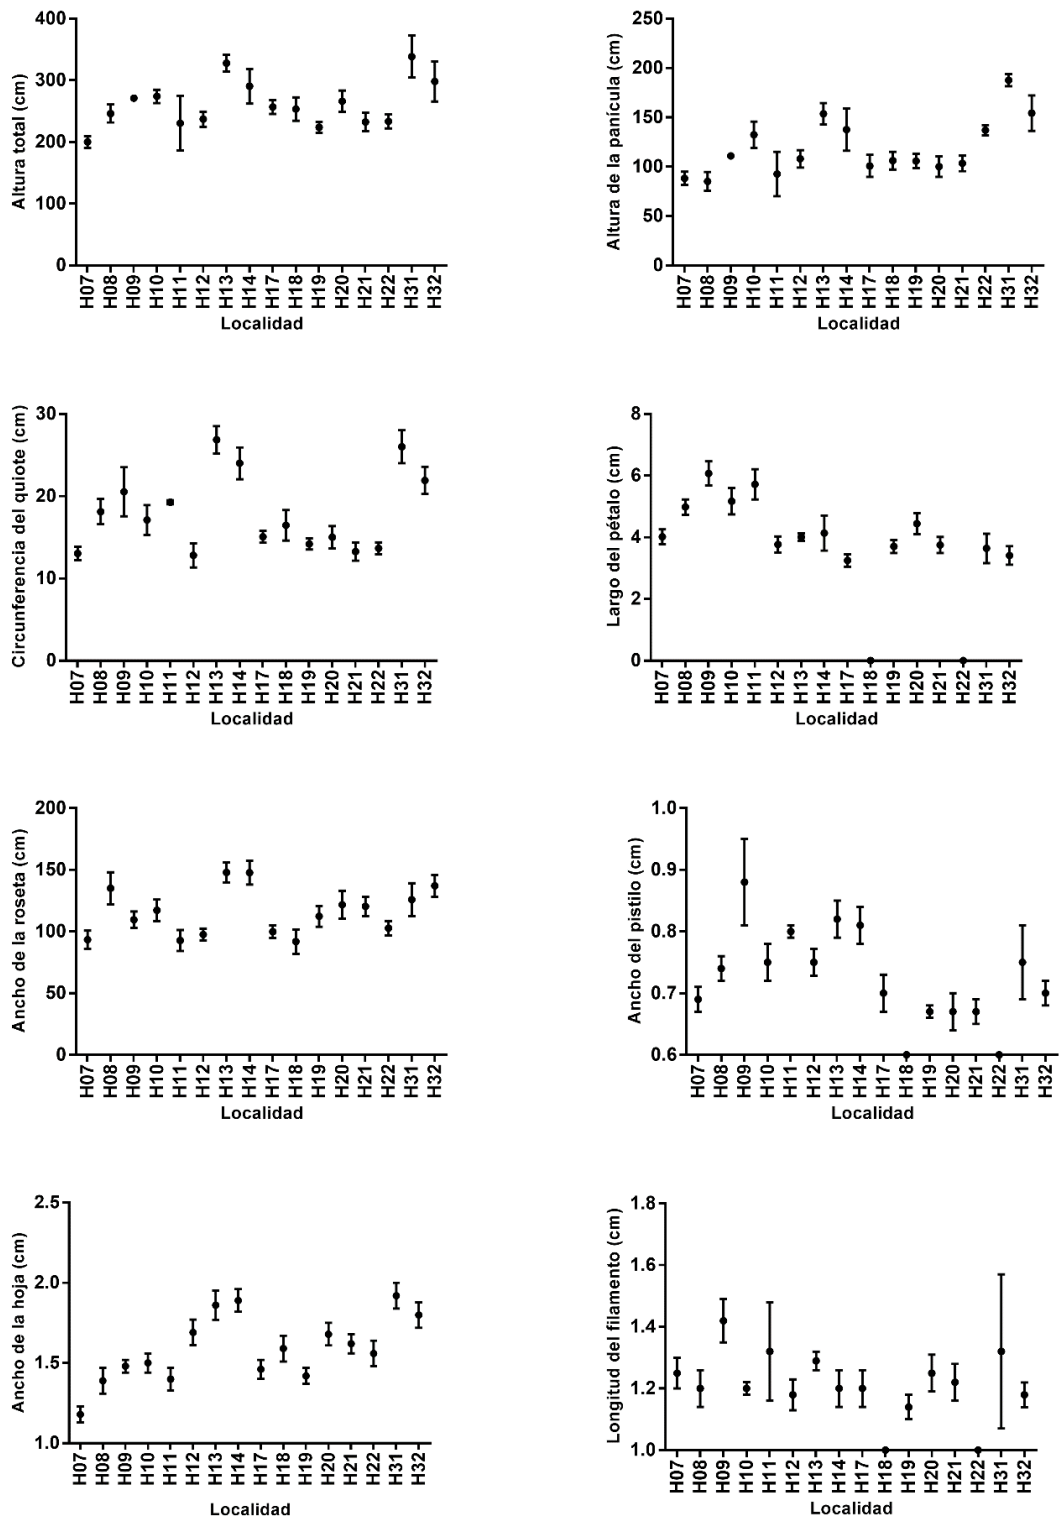 Altura total (cm)
400
300
200
100
0
H07 H08 H09 H10 H11 H12 H13 H14 H17 H18 H19 H20 H21 H22 H31 H32
Localidad
Altura de la panícula (cm)
250
200
150
100
50
0
H07 H08 H09 H10 H11 H12 H13 H14 H17 H18 H19 H20 H21 H22 H31 H32
Localidad
Circunferencia del quiote (cm)
30
20
10
0
H07 H08 H09 H10 H11 H12 H13 H14 H17 H18 H19 H20 H21 H22 H31 H32
Localidad
Largo del pétalo (cm)
8
6
4
2
0
H07 H08 H09 H10 H11 H12 H13 H14 H17 H18 H19 H20 H21 H22 H31 H32
Localidad
Ancho de la roseta (cm)
200
150
100
50
0
H07 H08 H09 H10 H11 H12 H13 H14 H17 H18 H19 H20 H21 H22 H31 H32
Localidad
Ancho del pistilo (cm)
1.0
0.9
0.8
0.7
0.6
H07 H08 H09 H10 H11 H12 H13 H14 H17 H18 H19 H20 H21 H22 H31 H32
Localidad
Ancho de la hoja (cm)
2.5
2.0
1.5
1.0
H07 H08 H09 H10 H11 H12 H13 H14 H17 H18 H19 H20 H21 H22 H31 H32
Localidad
Longitud del filamento (cm)
1.8
1.6
1.4
1.2
1.0
H07 H08 H09 H10 H11 H12 H13 H14 H17 H18 H19 H20 H21 H22 H31 H32
Localidad